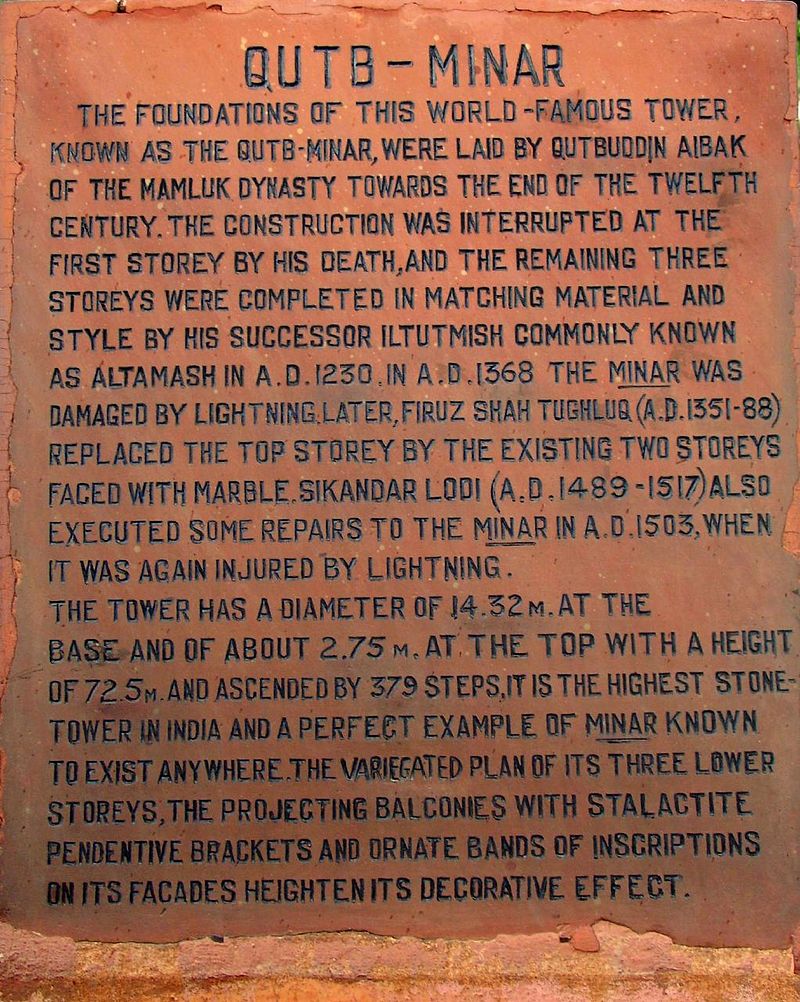 QUTB-MINAR
THE FOUNDATIONS OF THIS WORLD-FAMOUS TOWER,
KNOWN AS THE QUTB-MINAR, WERE LAID BY QUTBUDDIN AIBAK
OF THE MAMLUK DYNASTY TOWARDS THE END OF THE TWELFTH
CENTURY. THE CONSTRUCTION WAS INTERRUPTED AT THE
FIRST STOREY BY HIS DEATH, AND THE REMAINING THREE
STOREYS WERE COMPLETED IN MATCHING MATERIAL AND
STYLE BY HIS SUCCESSOR ILTUTMISH COMMONLY KNOWN
AS ALTAMASH IN A.D.1230. IN A.D.1368 THE MINAR WAS
DAMAGED BY LIGHTNING. LATER, FIRUZ SHAH TUGHLUQ (A.D.1351-88)
REPLACED THE TOP STOREY BY THE EXISTING TWO STOREYS
FACED WITH MARBLE. SIKANDAR LODI (A.D.1489-1517) ALSO
EXECUTED SOME REPAIRS TO THE MINAR IN A.D.1503, WHEN
IT WAS AGAIN INJURED BY LIGHTNING.
THE TOWER HAS A DIAMETER OF 14.32 M. AT THE
BASE AND OF ABOUT 2.75 M. AT THE TOP WITH A HEIGHT
OF 72.5 M. AND ASCENDED BY 379 STEPS, IT IS THE HIGHEST STONE-
TOWER IN INDIA AND A PERFECT EXAMPLE OF MINAR KNOWN
TO EXIST ANYWHERE. THE VARIEGATED PLAN OF ITS THREE LOWER
STOREYS, THE PROJECTING BALCONIES WITH STALACTITE
PENDENTIVE BRACKETS AND ORNATE BANDS OF INSCRIPTIONS
ON ITS FACADES HEIGHTEN ITS DECORATIVE EFFECT.